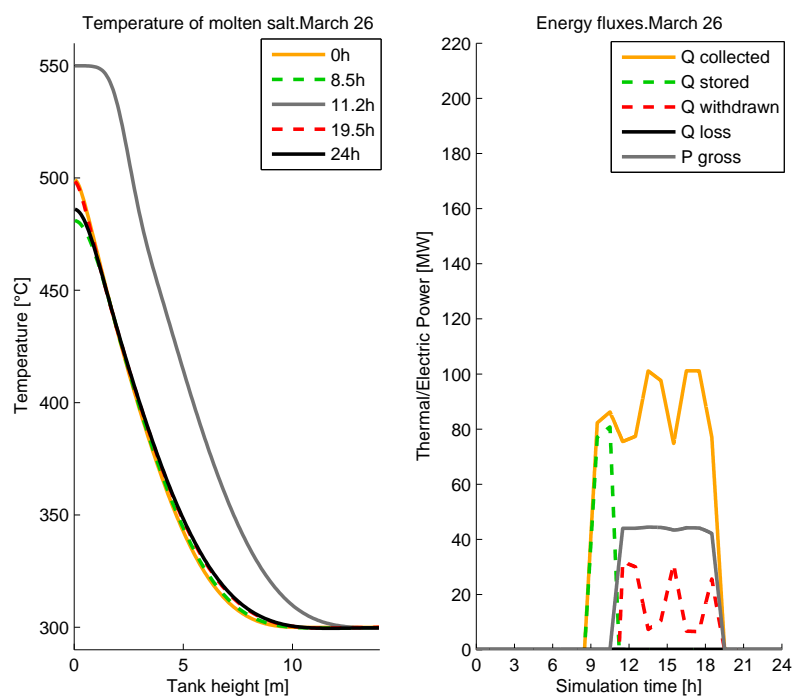 Temperature of molten salt.March 26
0h
8.5h
11.2h
19.5h
24h
550
500
450
400
350
300
Temperature [°C]
0
5
10
Tank height [m]
Energy fluxes.March 26
Q collected
Q stored
Q withdrawn
Q loss
P gross
220
200
180
160
140
120
100
80
60
40
20
0
Thermal/Electric Power [MW]
0 3 6 9 12 15 18 21 24
Simulation time [h]